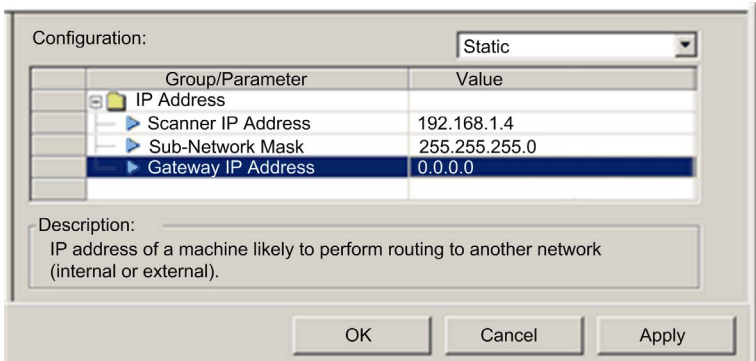 Configuration:
Static
Group/Parameter Value
IP Address
Scanner IP Address 192.168.1.4
Sub-Network Mask 255.255.255.0
Gateway IP Address 0.0.0.0
Description:
IP address of a machine likely to perform routing to another network
(internal or external).
OK Cancel Apply